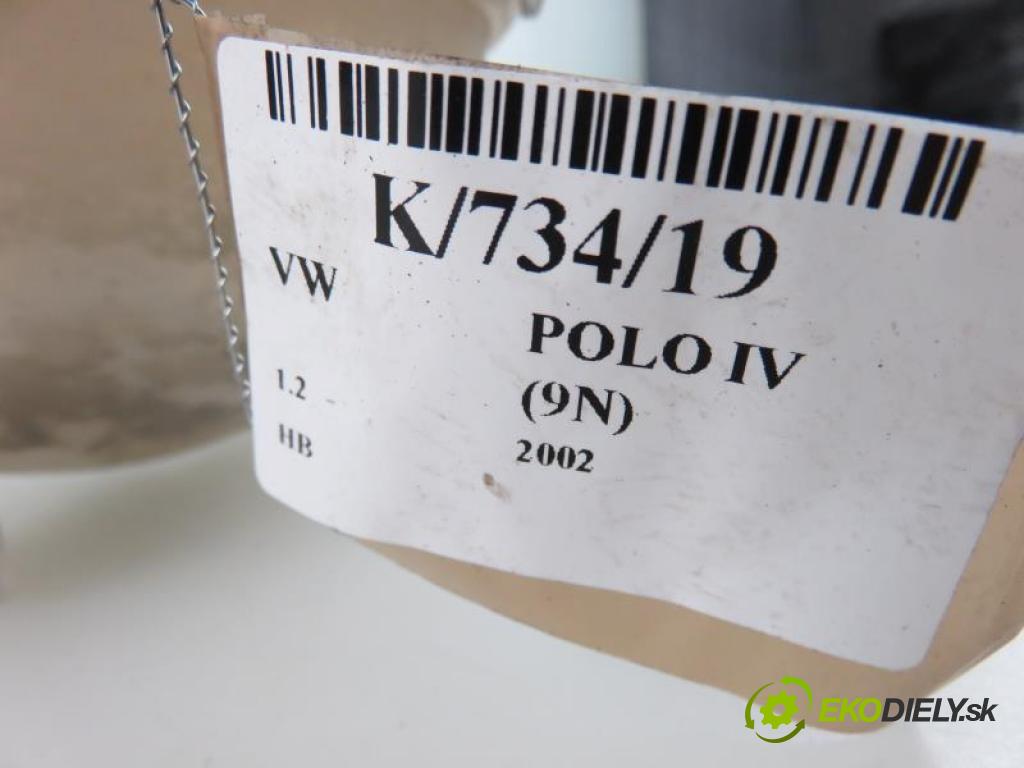 K/734/19
VW
POLO IV
1.2
(9N)
HB
2002
EKODIELY.sk